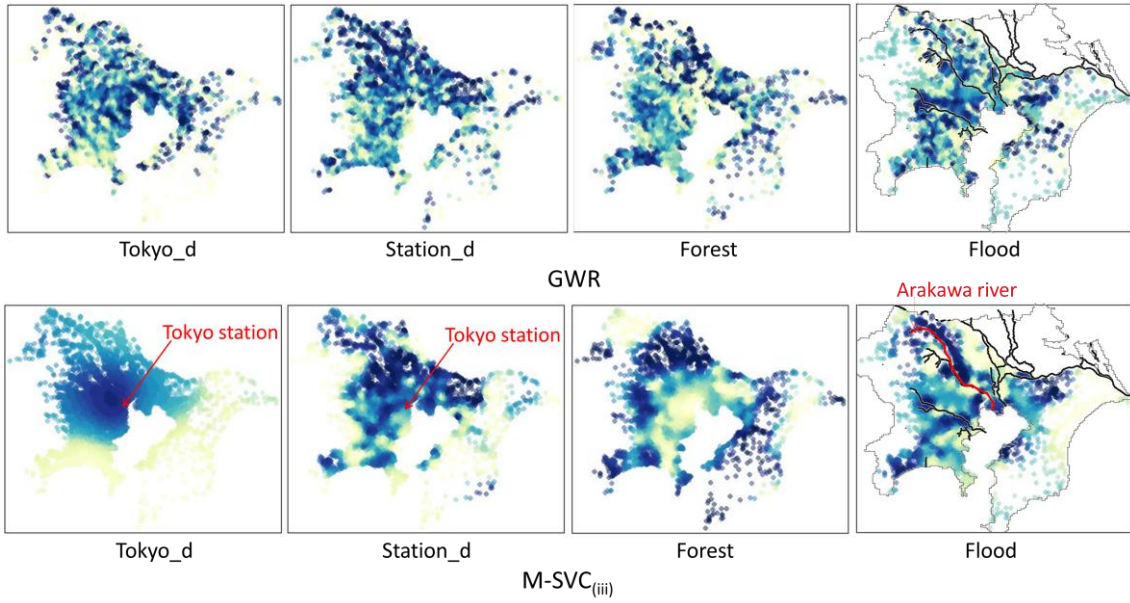 Tokyo_d
Station_d
Forest
Flood
GWR
Arakawa river
Tokyo station
Tokyo station
Tokyo_d
Station_d
Forest
Flood
M-SVC(iii)